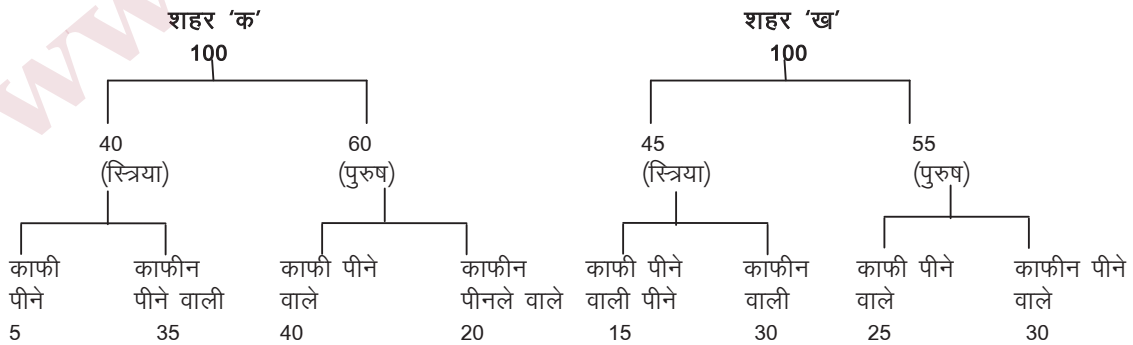 शहर 'क' शहर 'ख'
100 100
40 60 45 55
(स्त्रिया) (पुरुष) (स्त्रिया) (पुरुष)
काफी काफीन काफी पीने काफीन काफी पीने काफीन काफी पीने काफीन पीने
पीने पीने वाली वाले पीनले वाले वाली पीने वाली वाले वाले
5 35 40 20 15 30 25 30